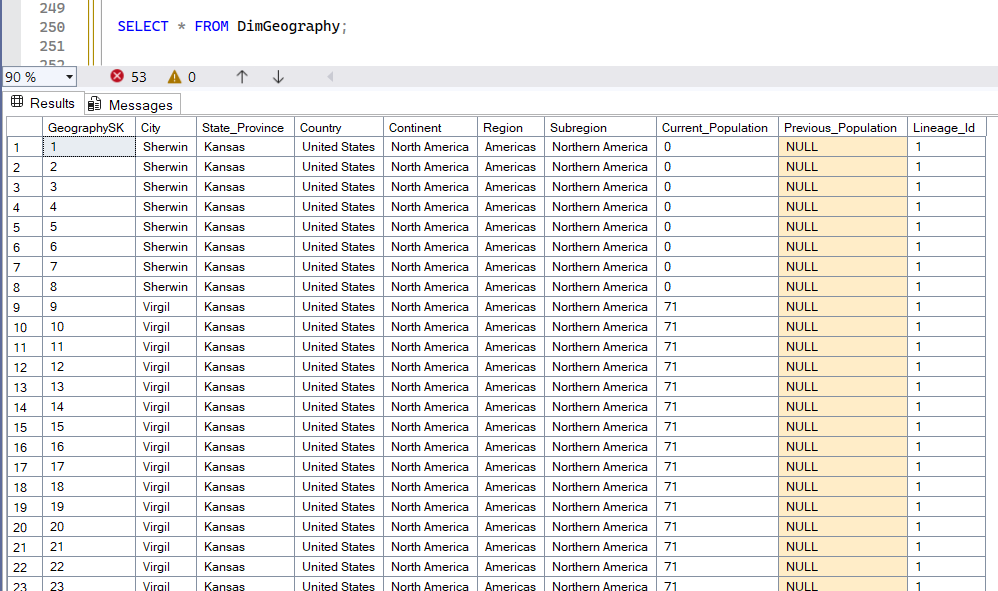 249
250 SELECT * FROM DimGeography;
251
252
90 % 53 0
Results Messages
GeographySK City State_Province Country Continent Region Subregion Current_Population Previous_Population Lineage_Id
1 1 Sherwin Kansas United States North America Americas Northern America 0 NULL 1
2 2 Sherwin Kansas United States North America Americas Northern America 0 NULL 1
3 3 Sherwin Kansas United States North America Americas Northern America 0 NULL 1
4 4 Sherwin Kansas United States North America Americas Northern America 0 NULL 1
5 5 Sherwin Kansas United States North America Americas Northern America 0 NULL 1
6 6 Sherwin Kansas United States North America Americas Northern America 0 NULL 1
7 7 Sherwin Kansas United States North America Americas Northern America 0 NULL 1
8 8 Sherwin Kansas United States North America Americas Northern America 0 NULL 1
9 9 Virgil Kansas United States North America Americas Northern America 71 NULL 1
10 10 Virgil Kansas United States North America Americas Northern America 71 NULL 1
11 11 Virgil Kansas United States North America Americas Northern America 71 NULL 1
12 12 Virgil Kansas United States North America Americas Northern America 71 NULL 1
13 13 Virgil Kansas United States North America Americas Northern America 71 NULL 1
14 14 Virgil Kansas United States North America Americas Northern America 71 NULL 1
15 15 Virgil Kansas United States North America Americas Northern America 71 NULL 1
16 16 Virgil Kansas United States North America Americas Northern America 71 NULL 1
17 17 Virgil Kansas United States North America Americas Northern America 71 NULL 1
18 18 Virgil Kansas United States North America Americas Northern America 71 NULL 1
19 19 Virgil Kansas United States North America Americas Northern America 71 NULL 1
20 20 Virgil Kansas United States North America Americas Northern America 71 NULL 1
21 21 Virgil Kansas United States North America Americas Northern America 71 NULL 1
22 22 Virgil Kansas United States North America Americas Northern America 71 NULL 1
23 23 Virgil Kansas United States North America Americas Northern America 71 NULL 1